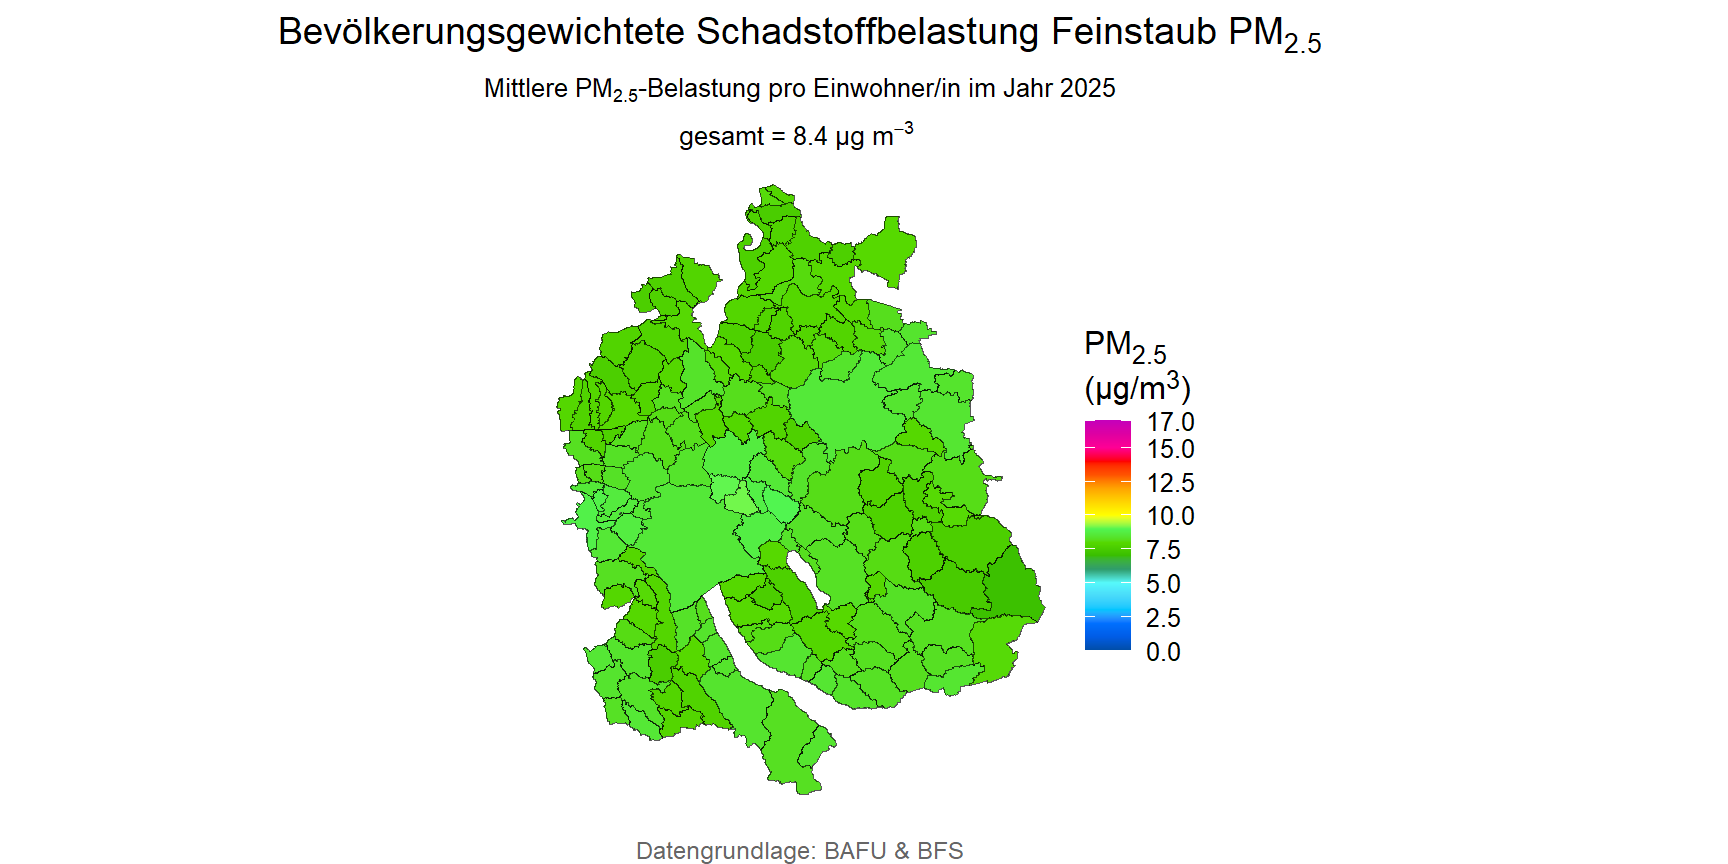 Bevölkerungsgewichtete Schadstoffbelastung Feinstaub PM2.5
Mittlere PM2.5-Belastung pro Einwohner/in im Jahr 2025
gesamt = 8.4 µg m−3
PM2.5
(µg/m3)
17.0
15.0
12.5
10.0
7.5
5.0
2.5
0.0
Datengrundlage: BAFU & BFS